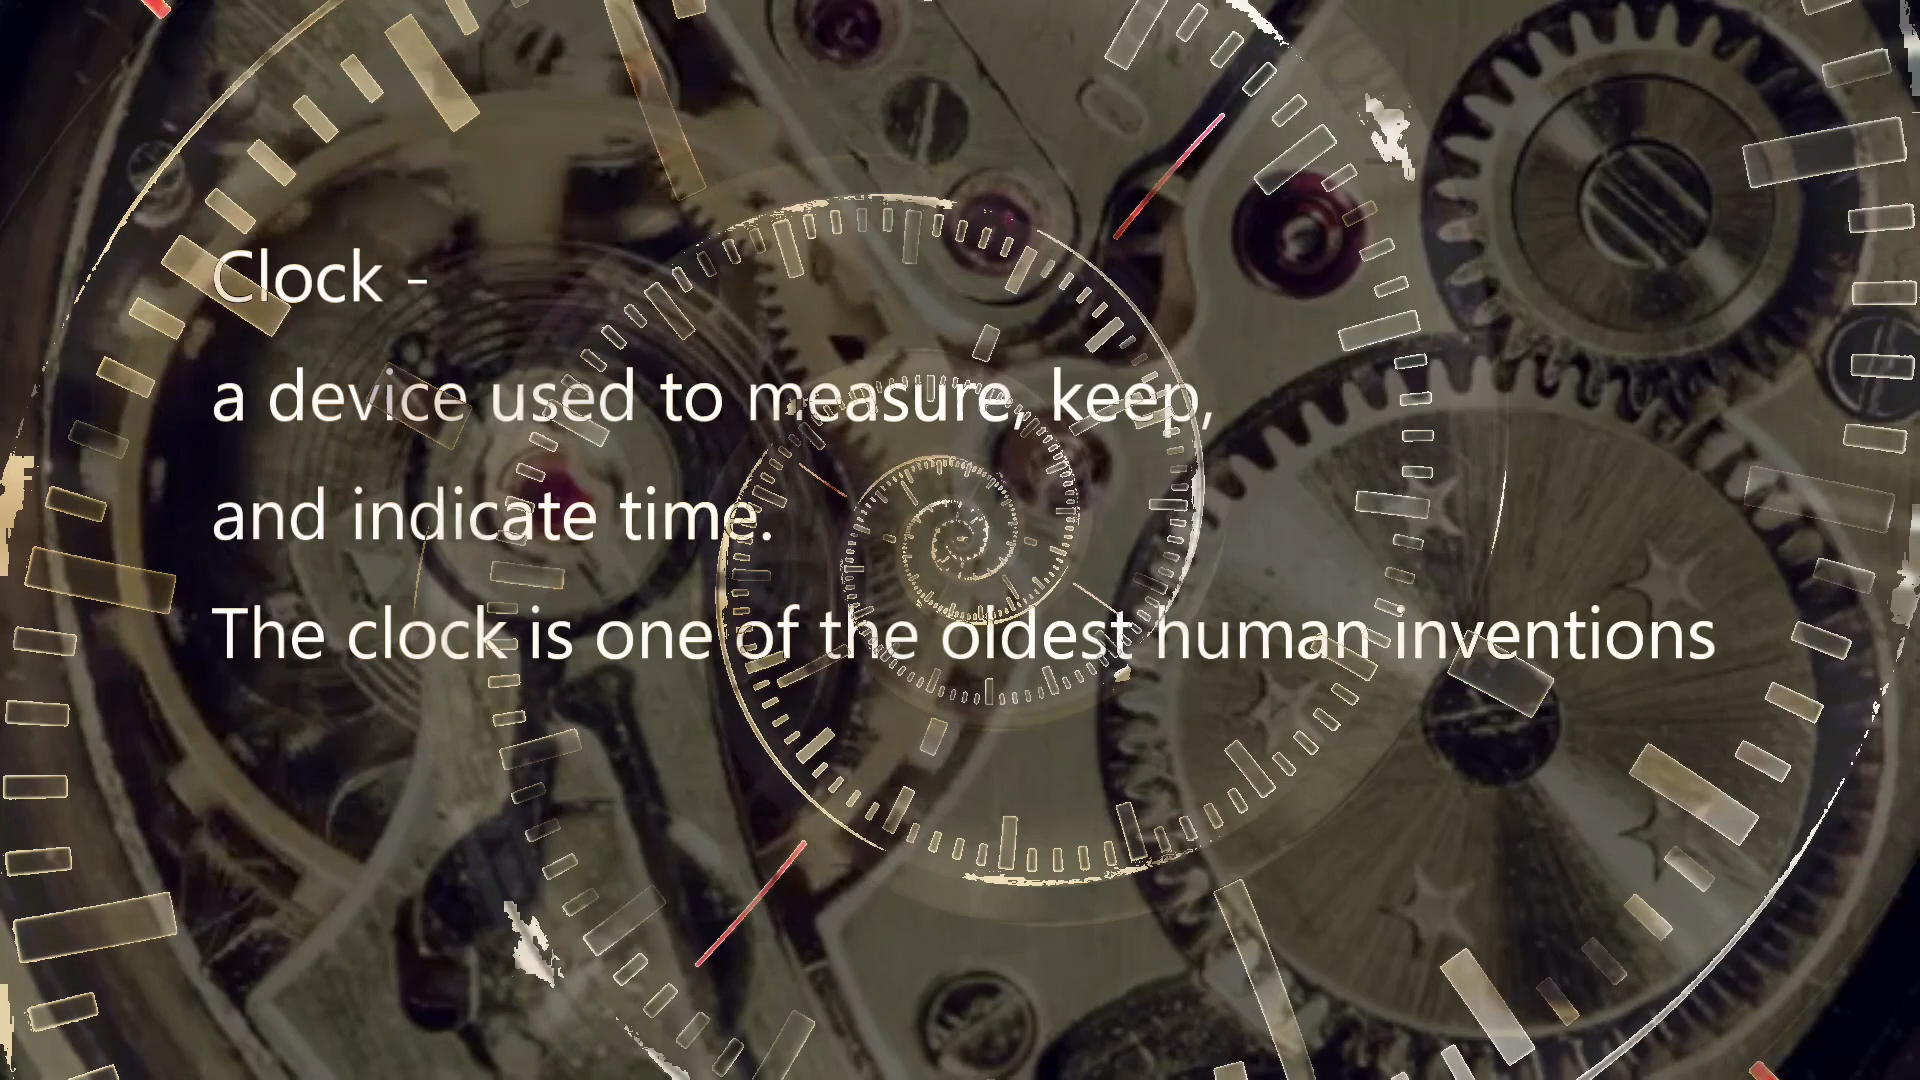 Clock -
a device used to measure, keep,
and indicate time.
The clock is one of the oldest human inventions